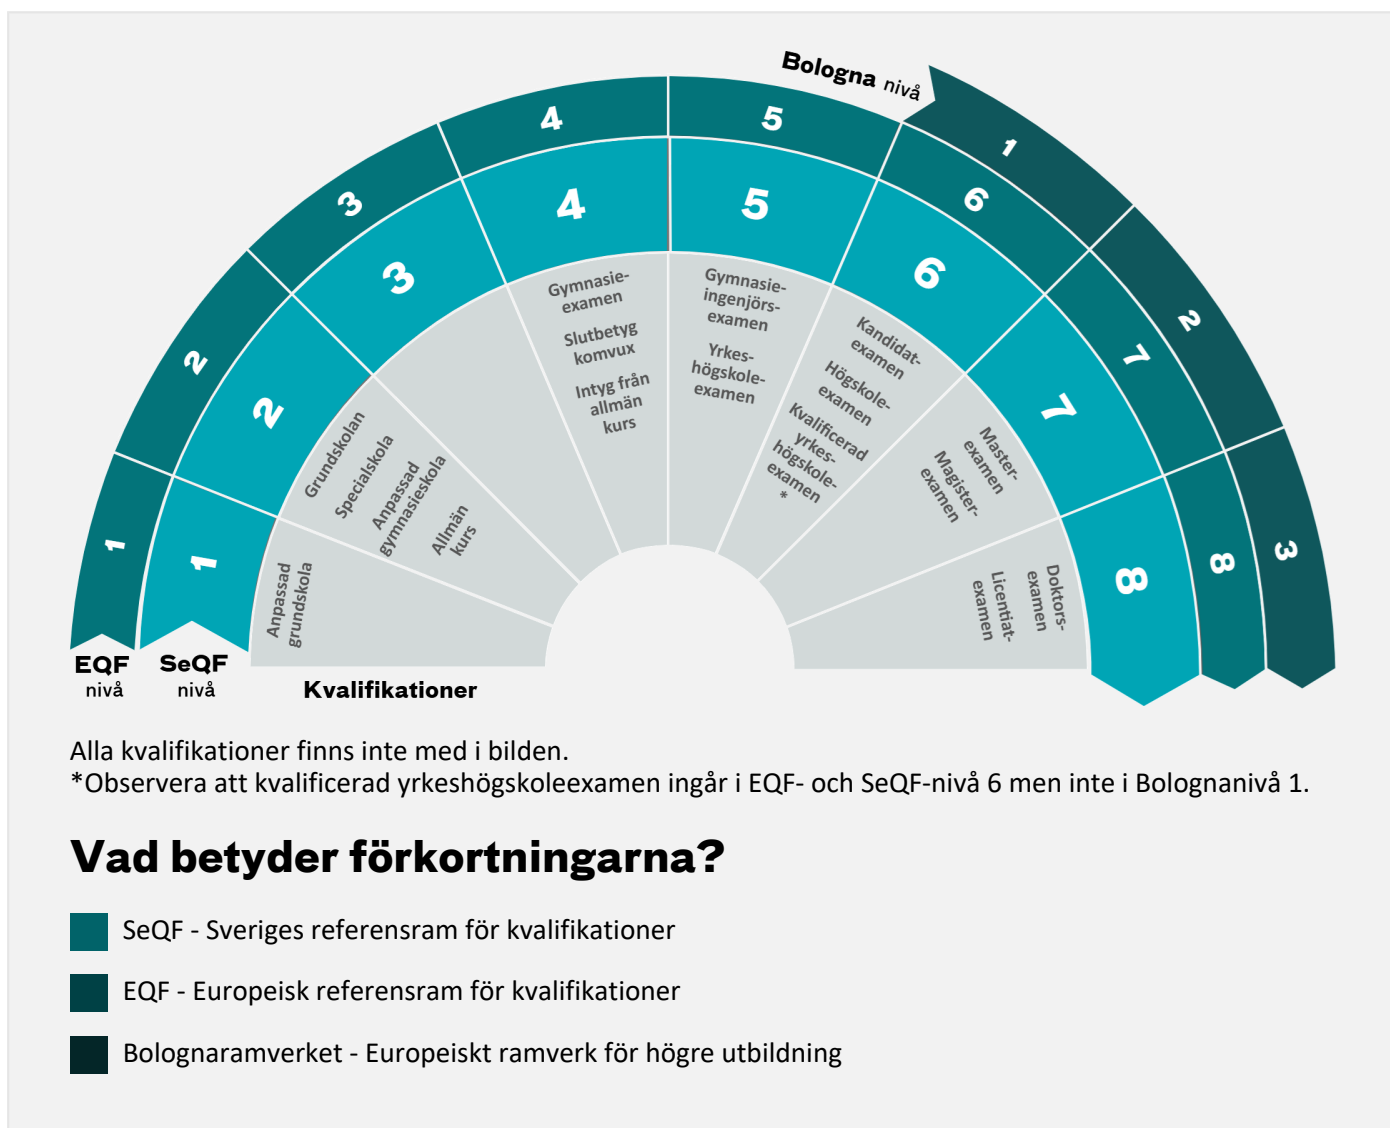 Bologna nivå
1
2
3
1
2
3
4
5
6
7
8
1
2
3
4
5
6
7
8
Anpassad
grundskola
Grundskolan
Specialskola
Anpassad
gymnasieskola
Allmän
kurs
Gymnasie-
examen
Slutbetyg
komvux
Intyg från
allmän
kurs
Gymnasie-
ingenjörs-
examen
Yrkes-
högskole-
examen
Kandidat-
examen
Högskole-
examen
Kvalificerad
yrkes-
högskole-
examen
*
Master-
examen
Magister-
examen
Doktors-
examen
Licentiat-
examen
EQF
nivå
SeQF
nivå
Kvalifikationer
Alla kvalifikationer finns inte med i bilden.
*Observera att kvalificerad yrkeshögskoleexamen ingår i EQF- och SeQF-nivå 6 men inte i Bolognanivå 1.
Vad betyder förkortningarna?
SeQF - Sveriges referensram för kvalifikationer
EQF - Europeisk referensram för kvalifikationer
Bolognaramverket - Europeiskt ramverk för högre utbildning